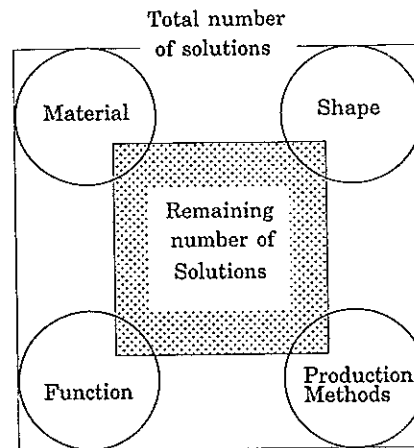 Total number
of solutions
Material
Shape
Remaining
number of
Solutions
Function
Production
Methods